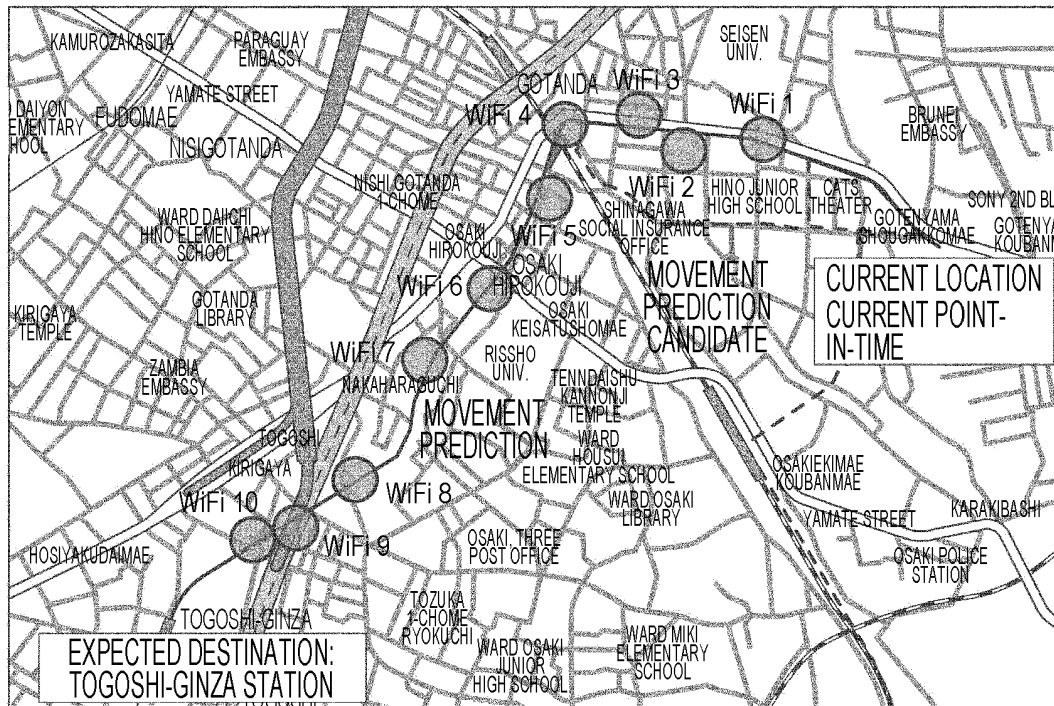 KAMUROZAKASITA
PARAGUAY
EMBASSY
SEISEN
UNIV.
GOTANDA
WiFi 3
WiFi 1
WiFi 4
YAMATE STREET
DAIYON
EMENTARY
HOOL
FUDOMAE
NISIGOTANDA
BRUNEI
EMBASSY
NISHI GOTANDA
1-CHOME
WiFi 2
HINO JUNIOR
HIGH SCHOOL
CATS
THEATER
SONY 2ND BL
GOTENYAMA
SHOUGAKKOMAE
GOTENYA
KOUBANM
WARD DAIICHI
HINO ELEMENTARY
SCHOOL
OSAKI
HIROKOUJI
WiFi 5
SHINAGAWA
SOCIAL INSURANCE
OFFICE
OSAKI
HIROKOUJI
WiFi 6
MOVEMENT
PREDICTION
CANDIDATE
CURRENT LOCATION
CURRENT POINT-
IN-TIME
KIRIGAYA
TEMPLE
GOTANDA
LIBRARY
OSAKI
KEISATUSHOMAE
WiFi 7
RISSHO
UNIV.
ZAMBIA
EMBASSY
NAKAHARAGUCHI
TENNDAISHU
KANNONJI
TEMPLE
MOVEMENT
PREDICTION
TOGOSHI
KIRIGAYA
WARD
HOUSUI
ELEMENTARY SCHOOL
OSAKIEKIMAE
KOUBANMAE
WiFi 8
WiFi 10
WARD OSAKI
LIBRARY
YAMATE STREET
KARAKIBASHI
WiFi 9
HOSIYAKUDAIMAE
OSAKI, THREE
POST OFFICE
OSAKI POLICE
STATION
TOGOSHI-GINZA
TOZUKA
1-CHOME
RYOKUCHI
WARD OSAKI
JUNIOR
HIGH SCHOOL
WARD MIKI
ELEMENTARY
SCHOOL
EXPECTED DESTINATION:
TOGOSHI-GINZA STATION